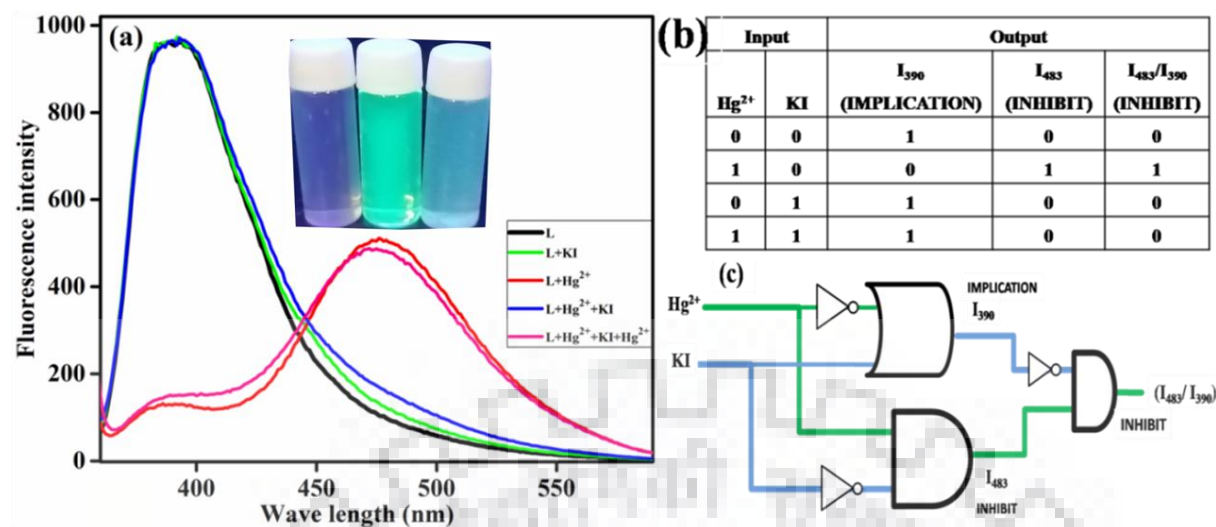 (a)
1000
800
600
400
200
0
Fluorescence intensity
400
450
500
550
Wave length (nm)
L
L+KI
L+Hg²⁺
L+Hg²⁺+KI
L+Hg²⁺+KI+Hg²⁺
(b)
Input Output
Hg²⁺ KI I₃₉₀ (IMPLICATION) I₄₈₃ (INHIBIT) I₄₈₃/I₃₉₀ (INHIBIT)
0 0 1 0 0
1 0 0 1 1
0 1 1 0 0
1 1 1 0 0
(c)
Hg²⁺
KI
IMPLICATION
I₃₉₀
(I₄₈₃/ I₃₉₀)
INHIBIT
I₄₈₃
INHIBIT